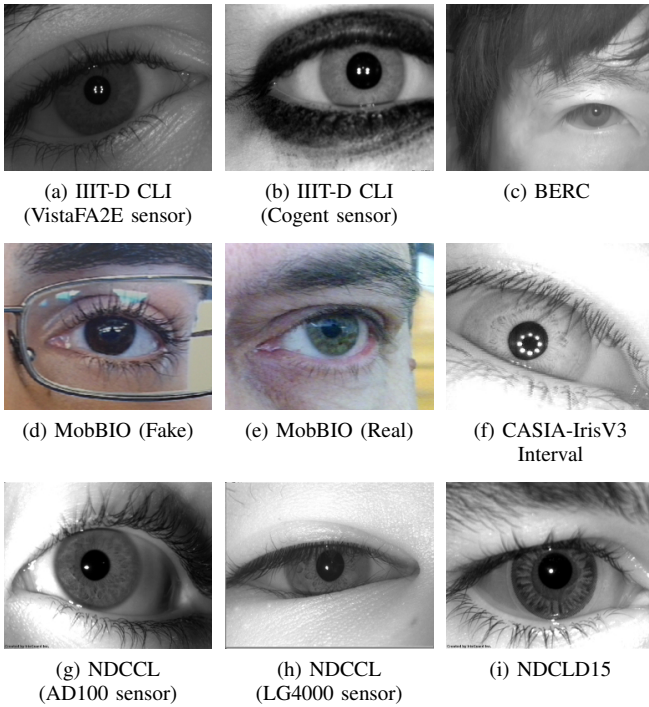 (a) IIIT-D CLI
(VistaFA2E sensor)
(b) IIIT-D CLI
(Cogent sensor)
(c) BERC
(d) MobBIO (Fake)
(e) MobBIO (Real)
(f) CASIA-IrisV3
Interval
(g) NDCCL
(AD100 sensor)
(h) NDCCL
(LG4000 sensor)
(i) NDCLD15